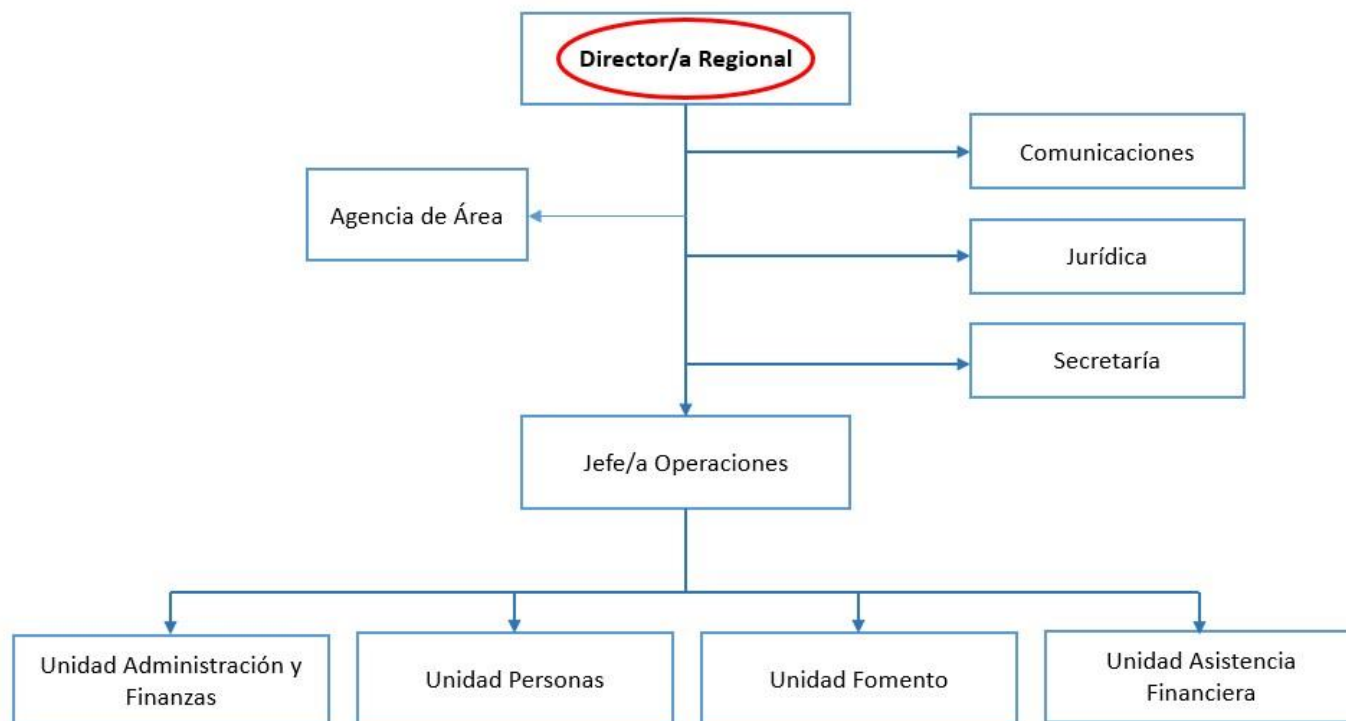 Director/a Regional
Comunicaciones
Agencia de Área
Jurídica
Secretaría
Jefe/a Operaciones
Unidad Administración y
Finanzas
Unidad Personas
Unidad Fomento
Unidad Asistencia
Financiera